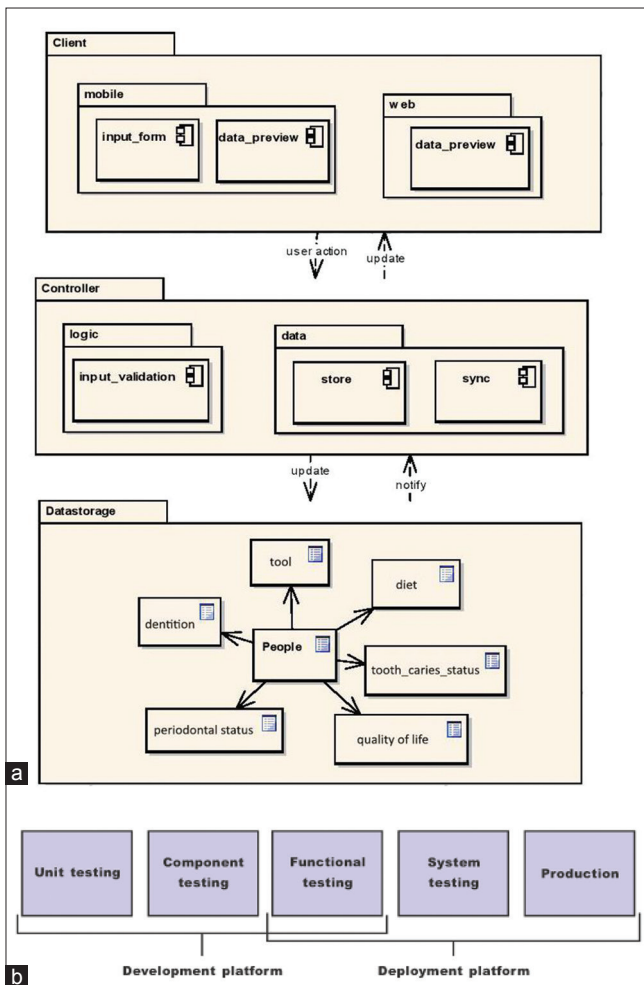 Client
mobile
web
input_form
data_preview
data_preview
user action
update
Controller
logic
data
input_validation
store
sync
update
notify
Datastorage
tool
diet
dentition
People
tooth_caries_status
periodontal status
quality of life
a
Unit testing
Component
testing
Functional
testing
System
testing
Production
Development platform
Deployment platform
b